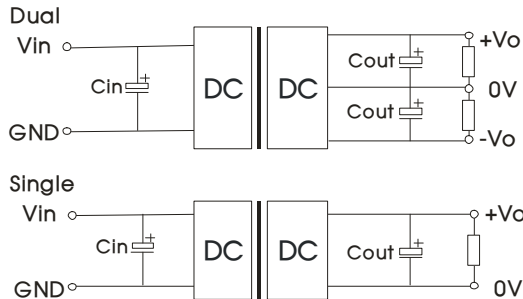 Dual
Vin
+Vo
Cout
Cin
DC
DC
0V
Cout
GND
-Vo
Single
Vin
+Vo
Cin
DC
DC
Cout
GND
0V